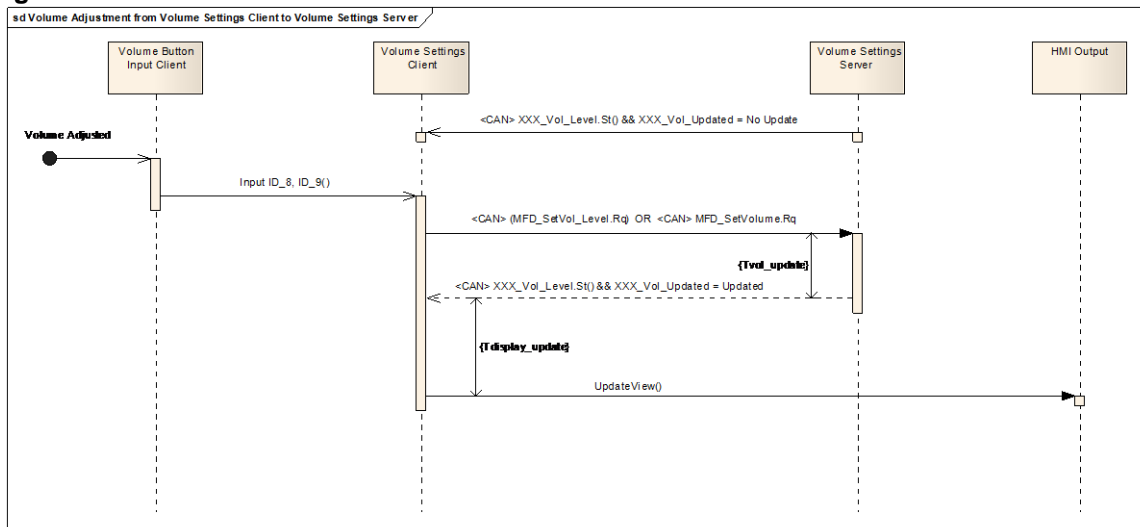 sd Volume Adjustment from Volume Settings Client to Volume Settings Server
Volume Button
Input Client
Volume Settings
Client
Volume Settings
Server
HMI Output
<CAN> XXX_Vol_Level.St() && XXX_Vol_Updated = No Update
Volume Adjusted
Input ID_8, ID_9()
<CAN> (MFD_SetVol_Level.Rq) OR <CAN> MFD_SetVolume.Rq
{Tvol_update}
<CAN> XXX_Vol_Level.St() && XXX_Vol_Updated = Updated
{Tdisplay_update}
UpdateView()